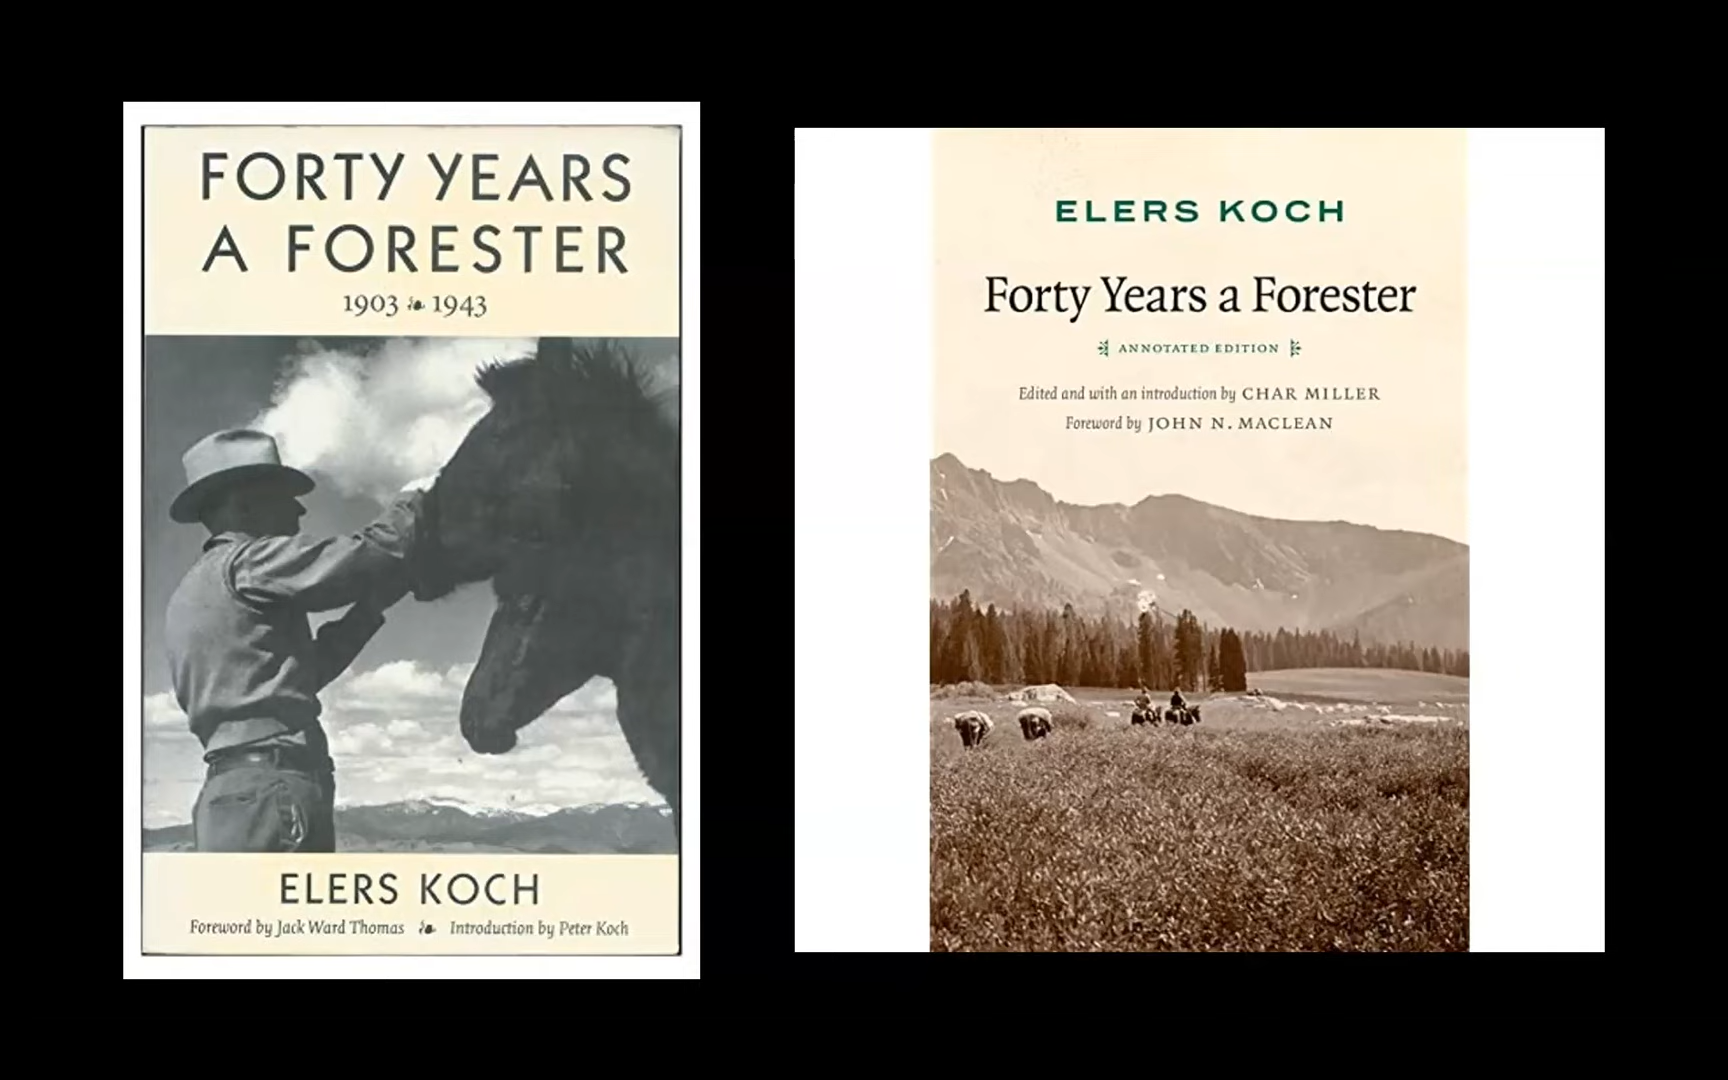 FORTY YEARS
A FORESTER
1903 1943
ELERS KOCH
Foreword by Jack Ward Thomas Introduction by Peter Koch
ELERS KOCH
Forty Years a Forester
ANNOTATED EDITION
Edited and with an introduction by CHAR MILLER
Foreword by JOHN N. MACLEAN